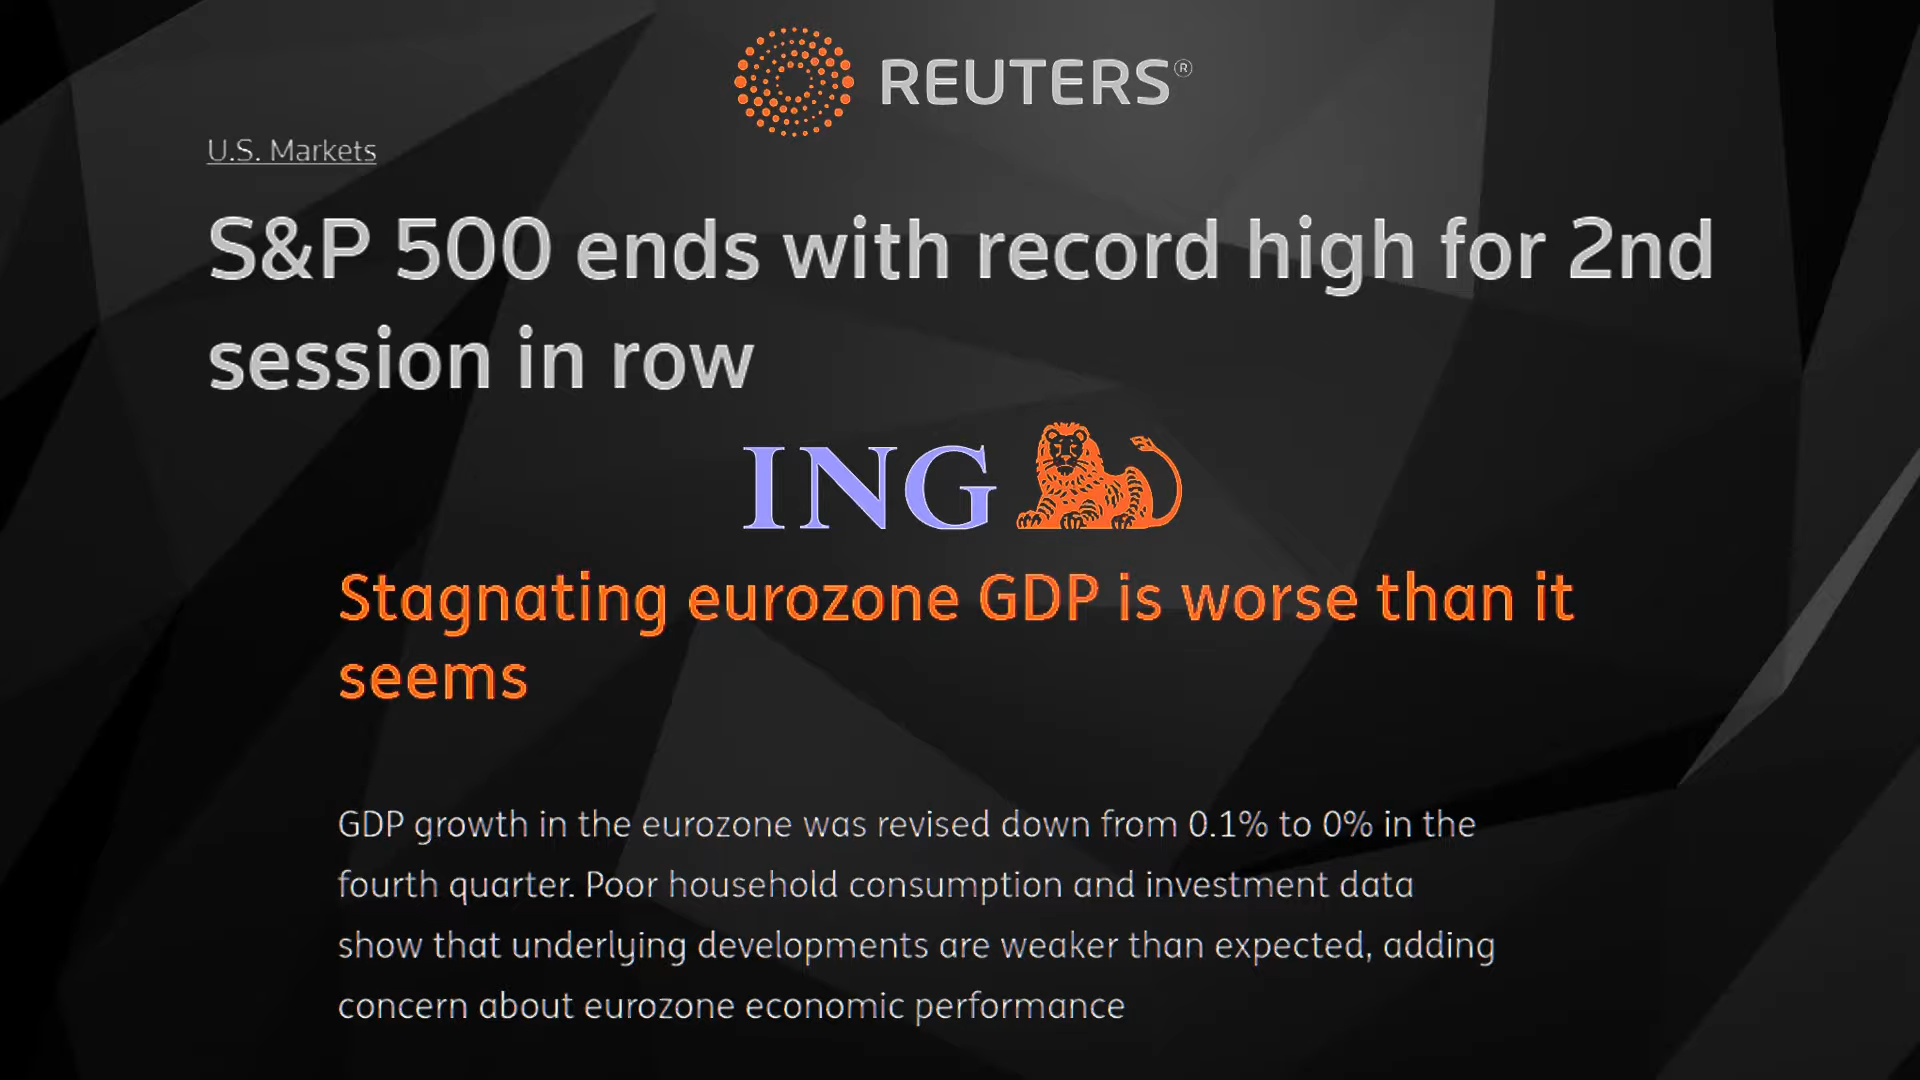 REUTERS®
U.S. Markets
S&P 500 ends with record high for 2nd
session in row
ING
Stagnating eurozone GDP is worse than it
seems
GDP growth in the eurozone was revised down from 0.1% to 0% in the
fourth quarter. Poor household consumption and investment data
show that underlying developments are weaker than expected, adding
concern about eurozone economic performance